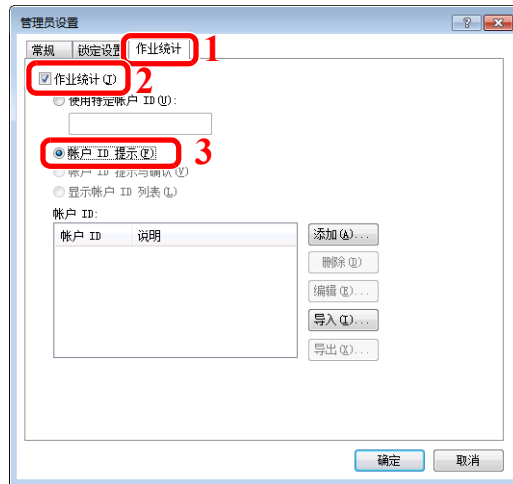 管理员设置
常规 锁定设置 作业统计 1
作业统计(T) 2
使用特定帐户 ID(U):
帐户 ID 提示(P) 3
帐户 ID 提示与确认(V)
显示帐户 ID 列表(L)
帐户 ID:
帐户 ID 说明
添加(A)...
删除(D)
编辑(E)...
导入(I)...
导出(X)...
确定 取消